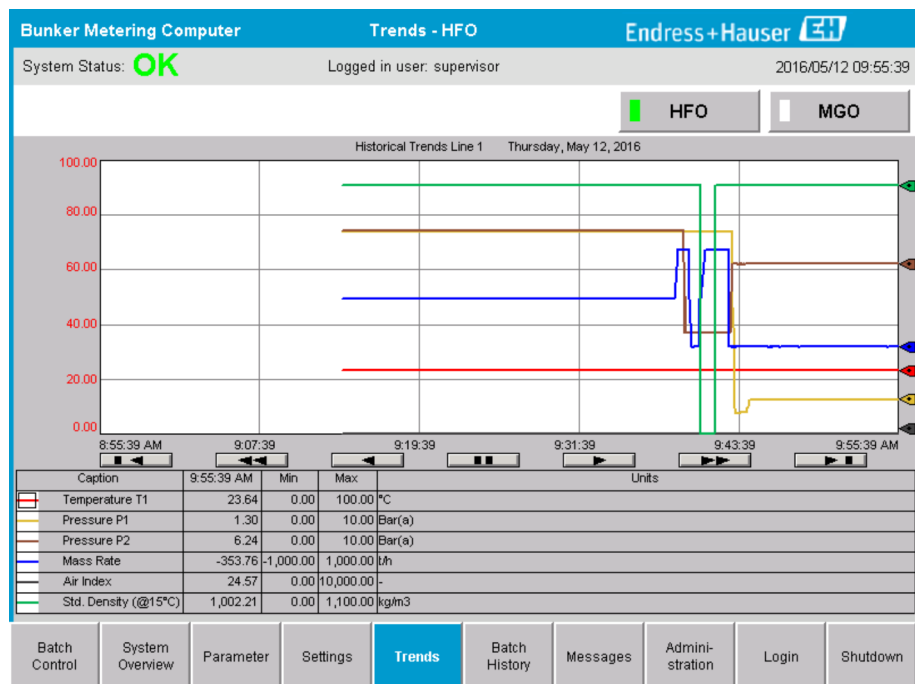 Bunker Metering Computer Trends - HFO Endress+Hauser EH
System Status: OK Logged in user: supervisor 2016/05/12 09:55:39
HFO MGO
Historical Trends Line 1 Thursday, May 12, 2016
100.00
80.00
60.00
40.00
20.00
0.00
8:55:39 AM 9:07:39 9:19:39 9:31:39 9:43:39 9:55:39 AM
Caption 9:55:39 AM Min Max Units
Temperature T1 23.64 0.00 100.00 °C
Pressure P1 1.30 0.00 10.00 Bar(a)
Pressure P2 6.24 0.00 10.00 Bar(a)
Mass Rate -353.76 -1,000.00 1,000.00 t/h
Air Index 24.57 0.00 10,000.00 -
Std. Density (@15°C) 1,002.21 0.00 1,100.00 kg/m3
Batch System Parameter Settings Trends Batch Messages Admini- Login Shutdown
Control Overview History stration